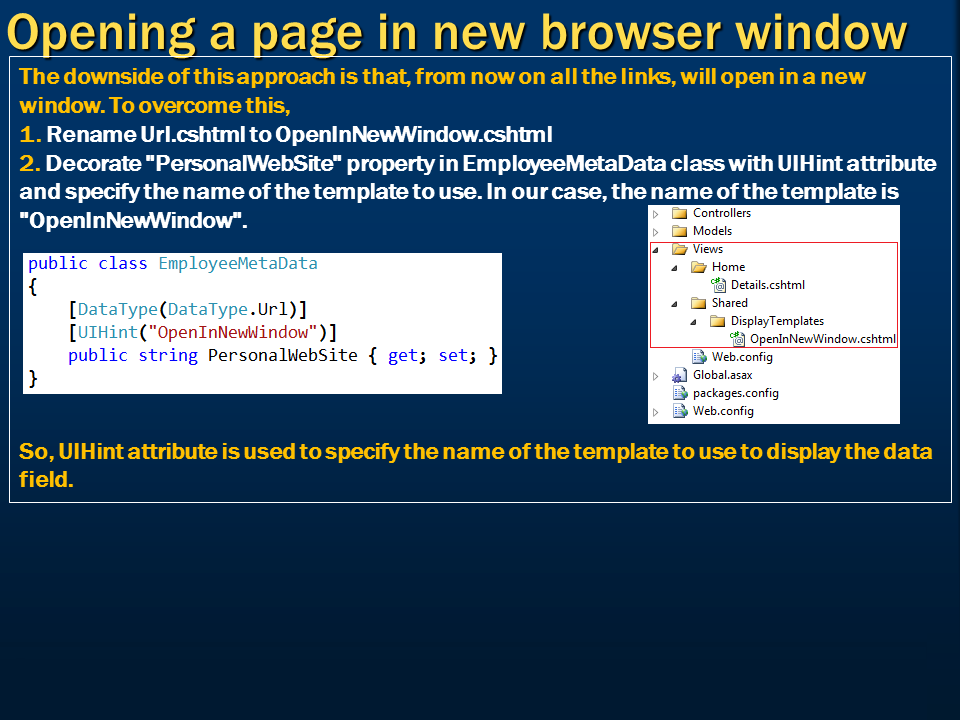 Opening a page in new browser window
The downside of this approach is that, from now on all the links, will open in a new
window. To overcome this,
1. Rename Url.cshtml to OpenInNewWindow.cshtml
2. Decorate "PersonalWebSite" property in EmployeeMetaData class with UIHint attribute
and specify the name of the template to use. In our case, the name of the template is
"OpenInNewWindow".
public class EmployeeMetaData
{
[DataType(DataType.Url)]
[UIHint("OpenInNewWindow")]
public string PersonalWebSite { get; set; }
}
Controllers
Models
Views
Home
Details.cshtml
Shared
DisplayTemplates
OpenInNewWindow.cshtml
Web.config
Global.asax
packages.config
Web.config
So, UIHint attribute is used to specify the name of the template to use to display the data
field.